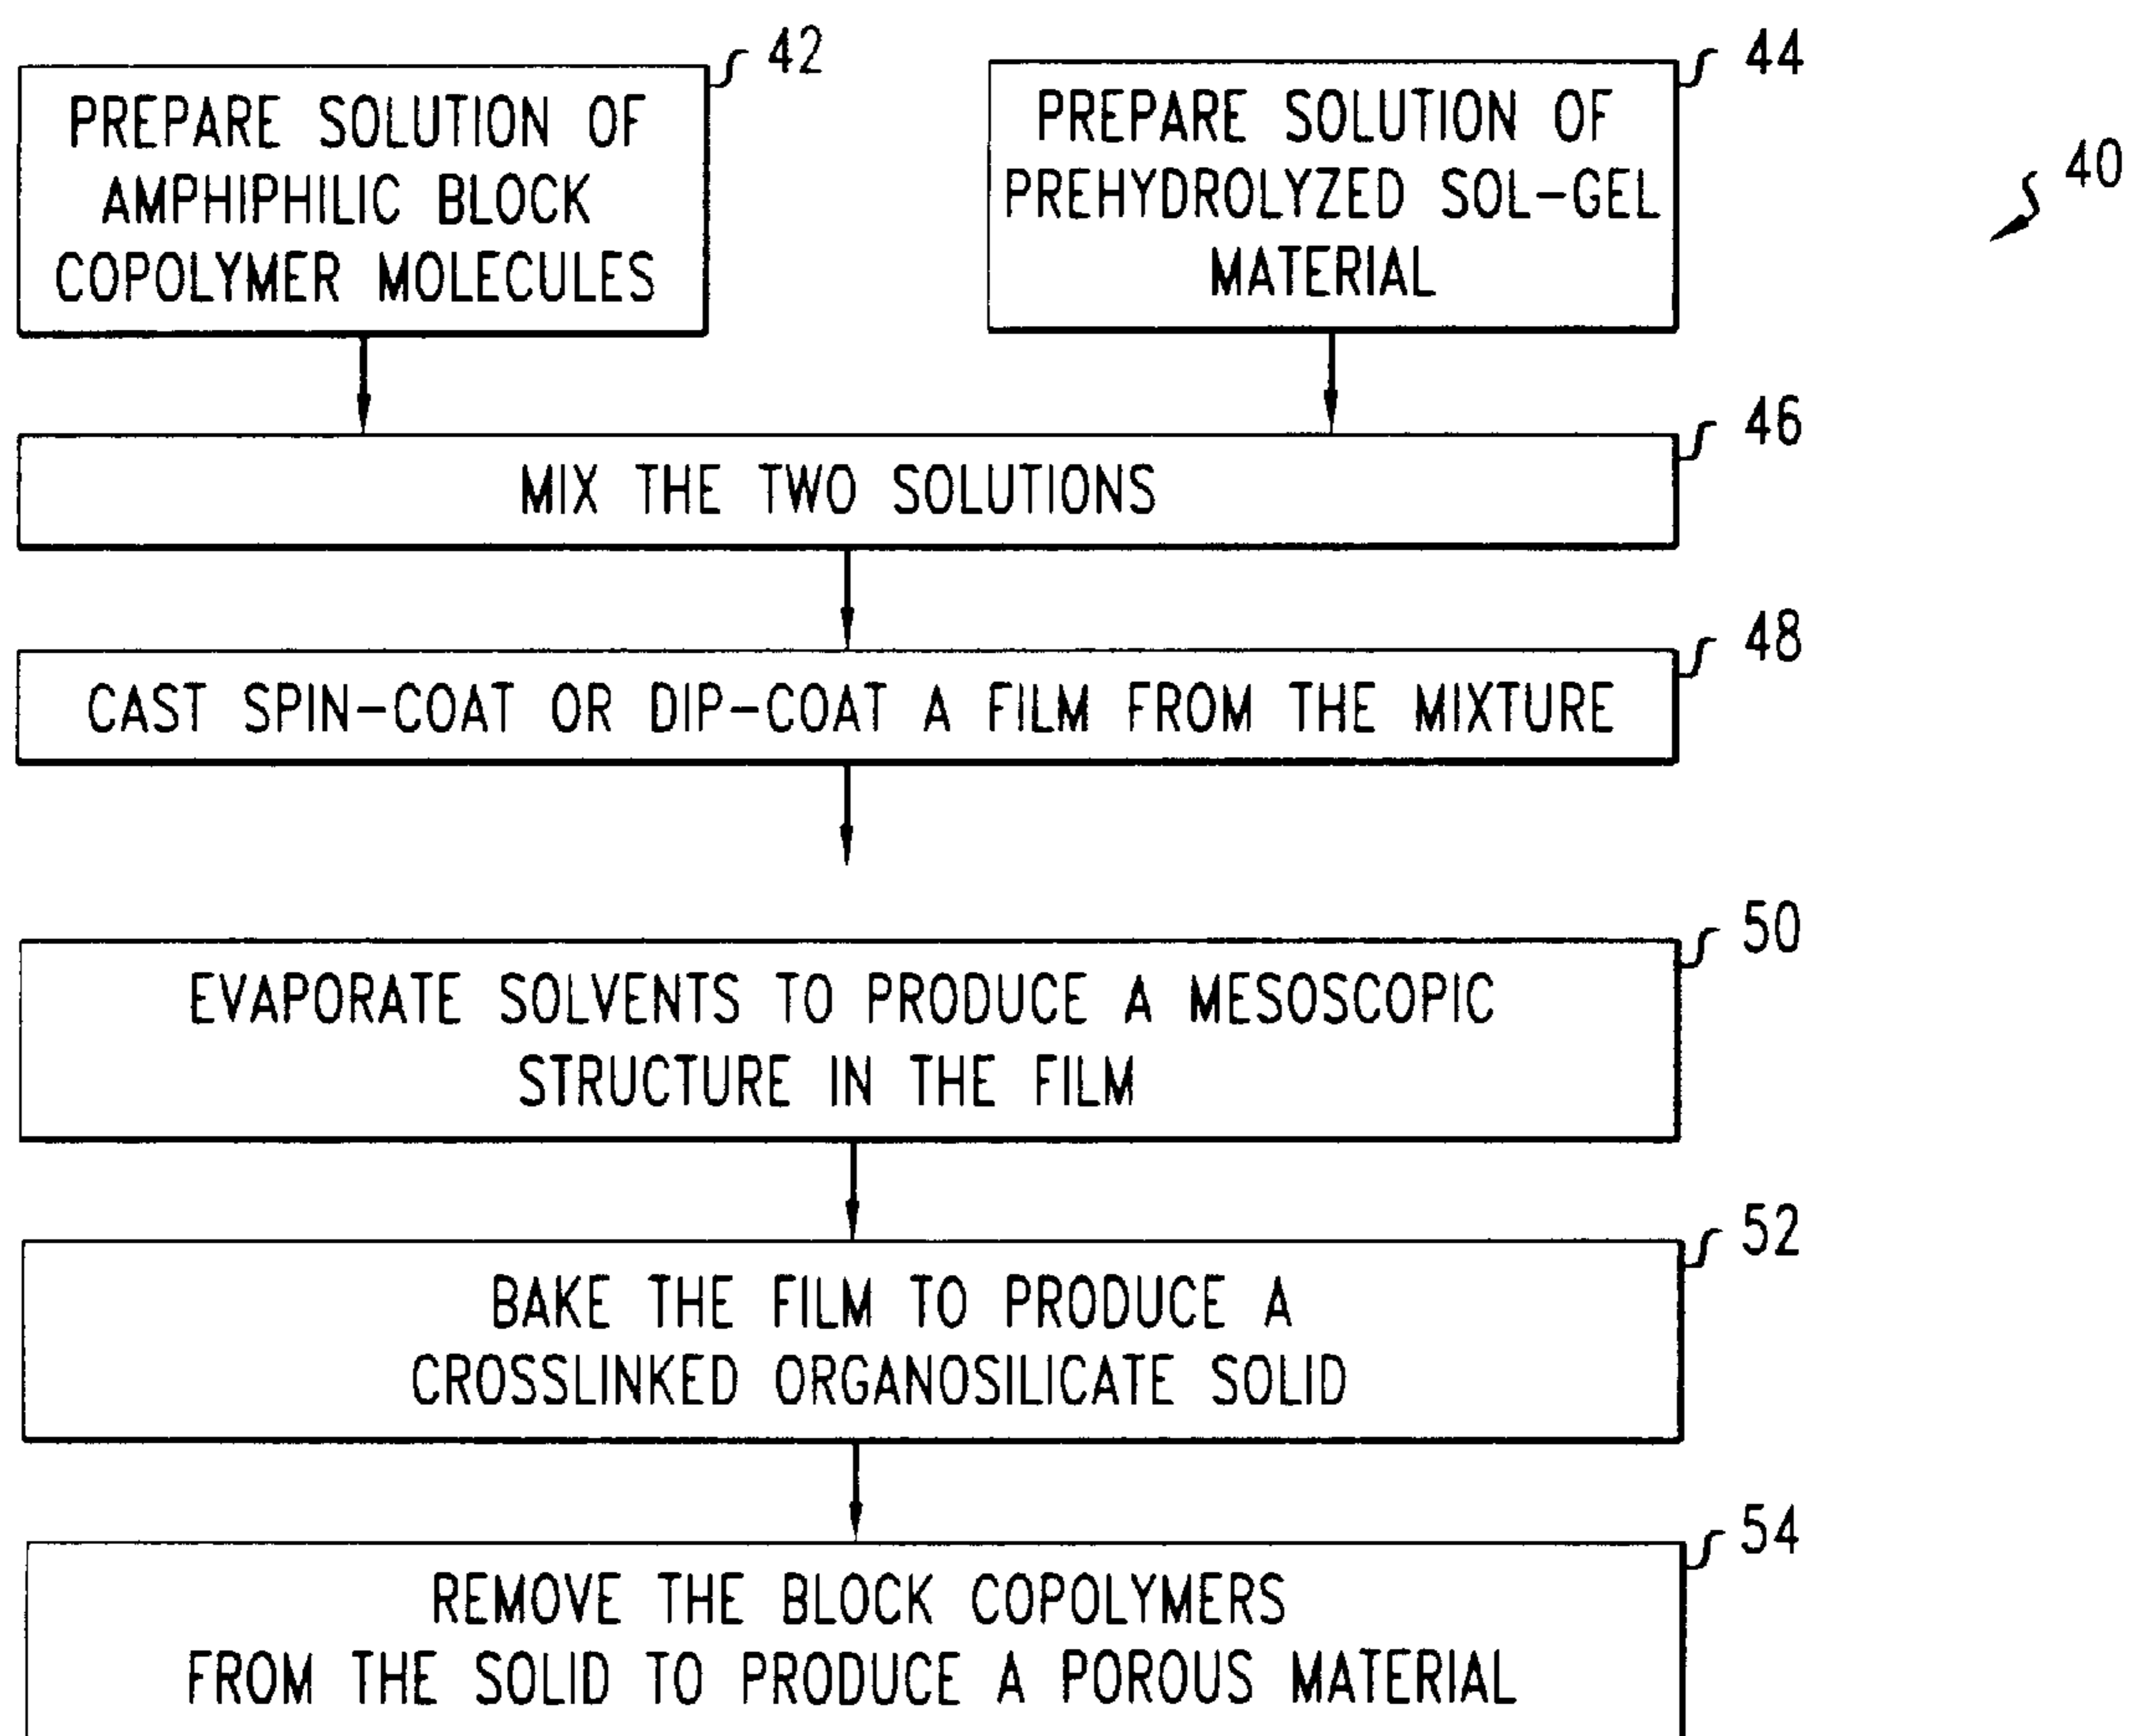 42
PREPARE SOLUTION OF
AMPHIPHILIC BLOCK
COPOLYMER MOLECULES
44
PREPARE SOLUTION OF
PREHYDROLYZED SOL-GEL
MATERIAL
40
46
MIX THE TWO SOLUTIONS
48
CAST SPIN-COAT OR DIP-COAT A FILM FROM THE MIXTURE
50
EVAPORATE SOLVENTS TO PRODUCE A MESOSCOPIC
STRUCTURE IN THE FILM
52
BAKE THE FILM TO PRODUCE A
CROSSLINKED ORGANOSILICATE SOLID
54
REMOVE THE BLOCK COPOLYMERS
FROM THE SOLID TO PRODUCE A POROUS MATERIAL